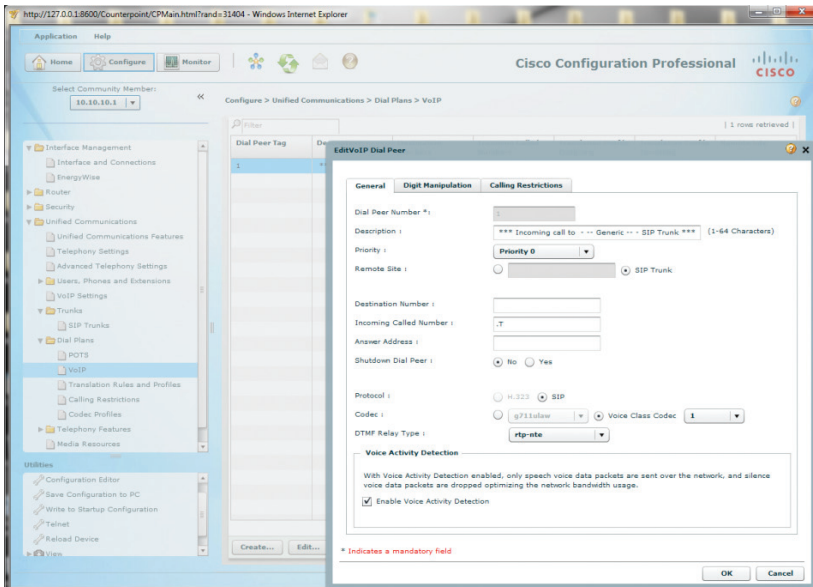 http://127.0.0.1:8600/Counterpoint/CPMain.html?rand=31404 - Windows Internet Explorer
Application Help
Home Configure Monitor
Cisco Configuration Professional
CISCO
Select Community Member:
10.10.10.1
Configure > Unified Communications > Dial Plans > VoIP
Filter
[ 1 rows retrieved ]
Dial Peer Tag
Interface Management
Interface and Connections
EnergyWise
Router
Security
Unified Communications
Unified Communications Features
Telephony Settings
Advanced Telephony Settings
Users, Phones and Extensions
VoIP Settings
Trunks
SIP Trunks
Dial Plans
POTS
VoIP
Translation Rules and Profiles
Calling Restrictions
Codec Profiles
Telephony Features
Media Resources
Utilities
Configuration Editor
Save Configuration to PC
Write to Startup Configuration
Telnet
Reload Device
View
Create... Edit...
EditVoIP Dial Peer
General Digit Manipulation Calling Restrictions
Dial Peer Number *:
Description : *** Incoming call to - -- Generic -- - SIP Trunk *** (1-64 Characters)
Priority : Priority 0
Remote Site : SIP Trunk
Destination Number :
Incoming Called Number : .T
Answer Address :
Shutdown Dial Peer : No Yes
Protocol : H.323 SIP
Codec : g711ulaw Voice Class Codec 1
DTMF Relay Type : rtp-nte
Voice Activity Detection
With Voice Activity Detection enabled, only speech voice data packets are sent over the network, and silence
voice data packets are dropped optimizing the network bandwidth usage.
Enable Voice Activity Detection
* Indicates a mandatory field
OK Cancel